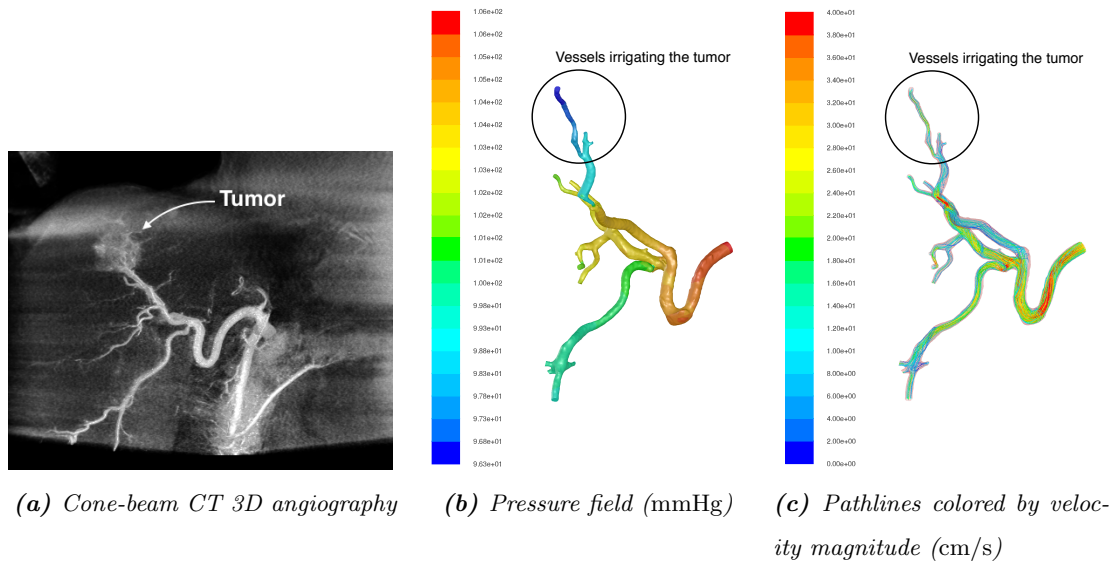 Tumor
1.06e+02
1.06e+02
1.05e+02
1.05e+02
1.04e+02
1.04e+02
1.03e+02
1.03e+02
1.02e+02
1.02e+02
1.01e+02
1.01e+02
1.00e+02
9.98e+01
9.93e+01
9.88e+01
9.83e+01
9.78e+01
9.73e+01
9.68e+01
9.63e+01
Vessels irrigating the tumor
4.00e+01
3.80e+01
3.60e+01
3.40e+01
3.20e+01
3.00e+01
2.80e+01
2.60e+01
2.40e+01
2.20e+01
2.00e+01
1.80e+01
1.60e+01
1.40e+01
1.20e+01
1.00e+01
8.00e+00
6.00e+00
4.00e+00
2.00e+00
0.00e+00
Vessels irrigating the tumor
(a) Cone-beam CT 3D angiography
(b) Pressure field (mmHg)
(c) Pathlines colored by veloc-
ity magnitude (cm/s)